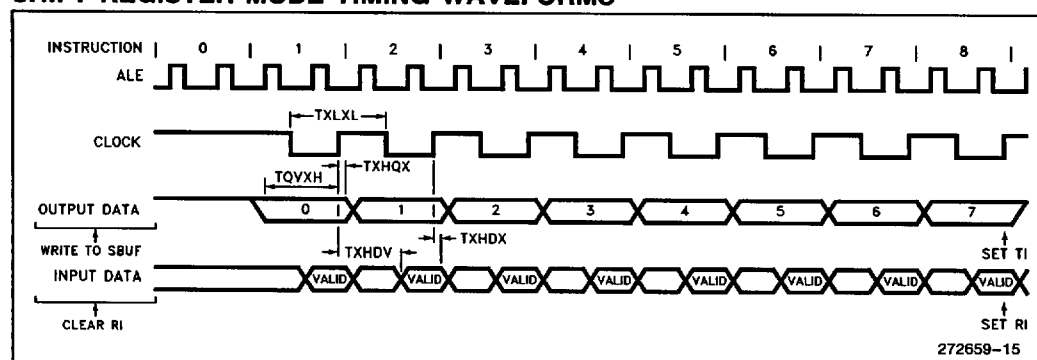 SHIFT REGISTER MODE TIMING WAVEFORMS
INSTRUCTION | 0 | 1 | 2 | 3 | 4 | 5 | 6 | 7 | 8 |
ALE
TXLXL
CLOCK
TQVXH
TXHQX
OUTPUT DATA 0 1 2 3 4 5 6 7
WRITE TO SBUF
TXHDV
TXHDX
SET TI
INPUT DATA VALID VALID VALID VALID VALID VALID VALID VALID
CLEAR RI
SET RI
272659-15